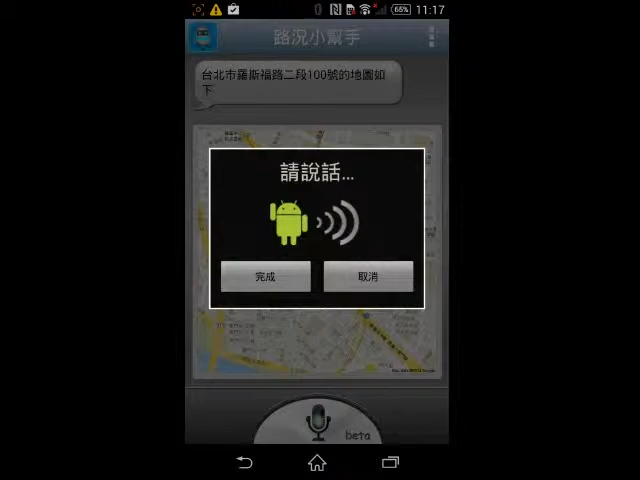 65%
11:17
路況小幫手
台北市羅斯福路二段100號的地圖如
下
請說話...
完成
取消
beta